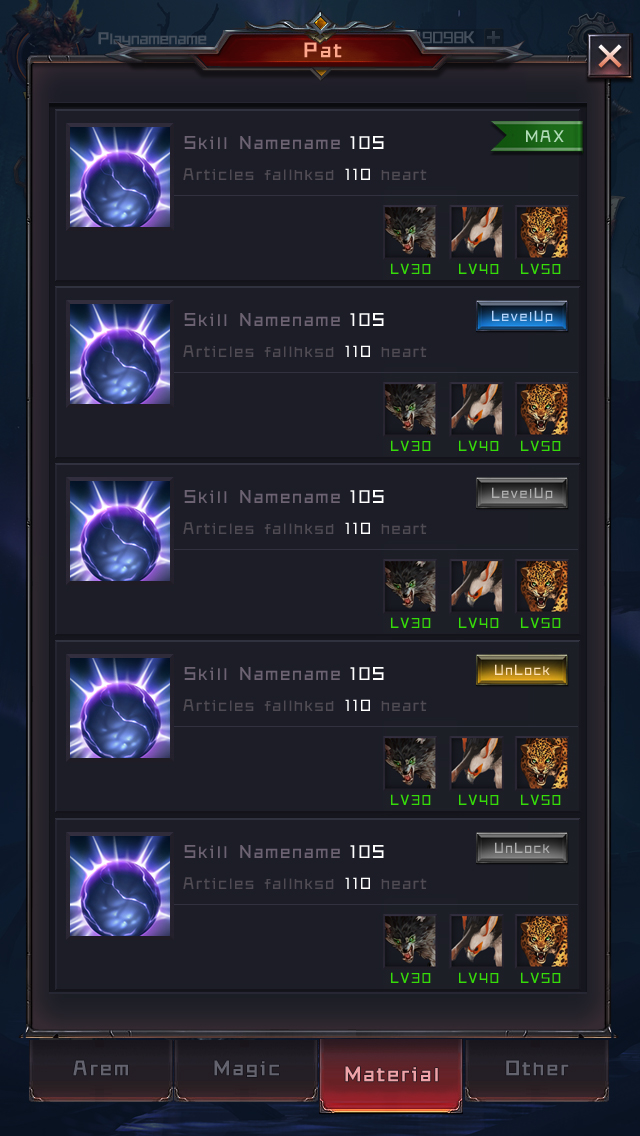 Playnamename 19098K +
Pat
Skill Namename 105
MAX
Articles fallhksd 110 heart
LV30 LV40 LV50
Skill Namename 105
LevelUp
Articles fallhksd 110 heart
LV30 LV40 LV50
Skill Namename 105
LevelUp
Articles fallhksd 110 heart
LV30 LV40 LV50
Skill Namename 105
UnLock
Articles fallhksd 110 heart
LV30 LV40 LV50
Skill Namename 105
UnLock
Articles fallhksd 110 heart
LV30 LV40 LV50
Arem Magic Material Other